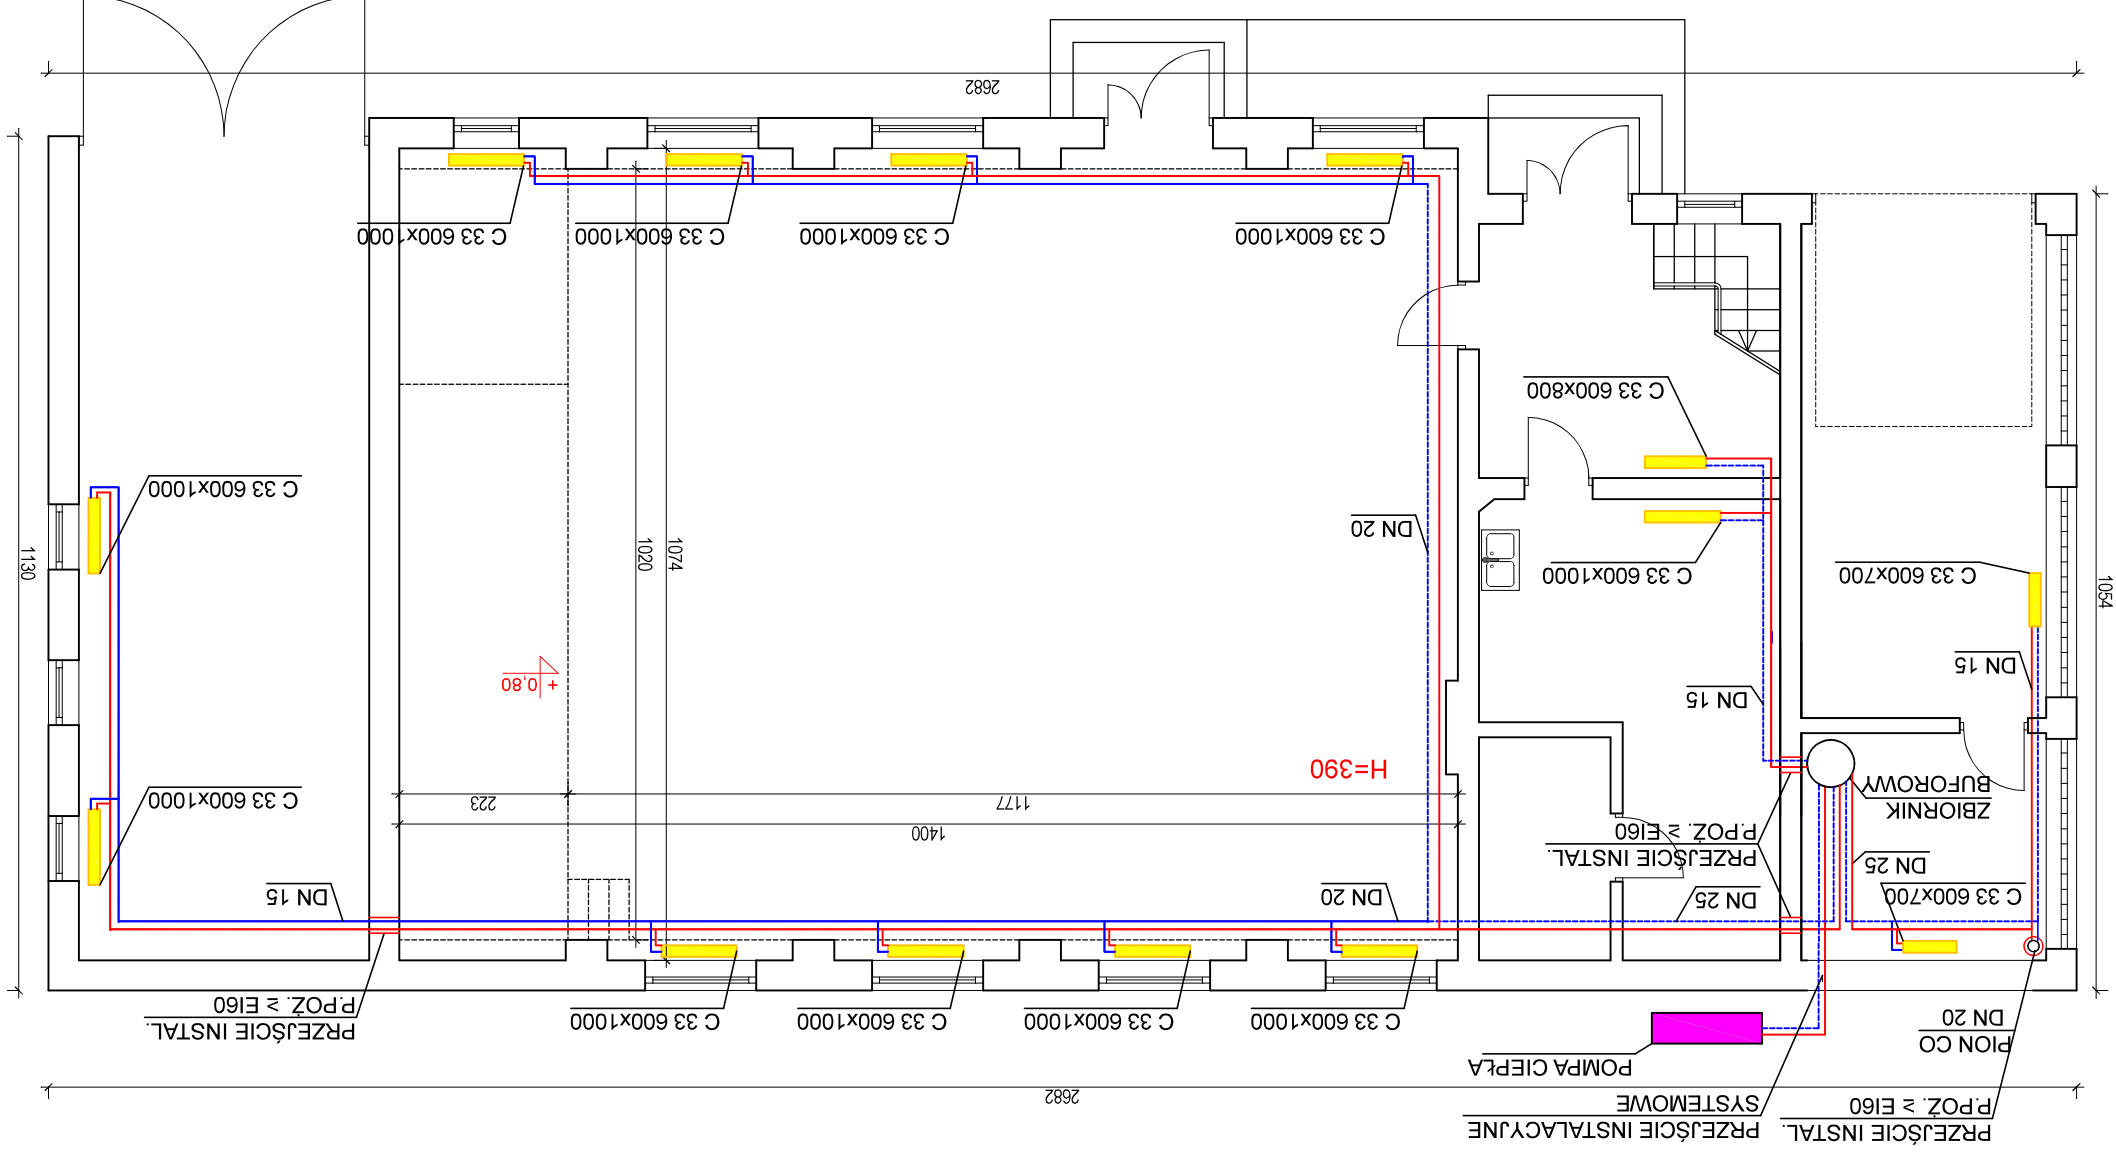 PRZEJŚCIE INSTAL.
P.POŻ. ≥ EI60
PRZEJŚCIE INSTALACYJNE
SYSTEMOWE
2682
POMPA CIEPŁA
PION CO
DN 20
C 33 600x1000
C 33 600x1000
C 33 600x1000
C 33 600x1000
PRZEJŚCIE INSTAL.
P.POŻ. ≥ EI60
C 33 600x700
DN 25
DN 25
DN 20
DN 15
PRZEJŚCIE INSTAL.
P.POŻ. ≥ EI60
ZBIORNIK
BUFOROWY
1400
1177
223
C 33 600x1000
H=390
DN 15
DN 15
+ 0,80
1054
C 33 600x700
C 33 600x1000
1074
1020
1130
DN 20
C 33 600x1000
C 33 600x800
C 33 600x1000
C 33 600x1000
C 33 600x1000
C 33 600x1000
2682